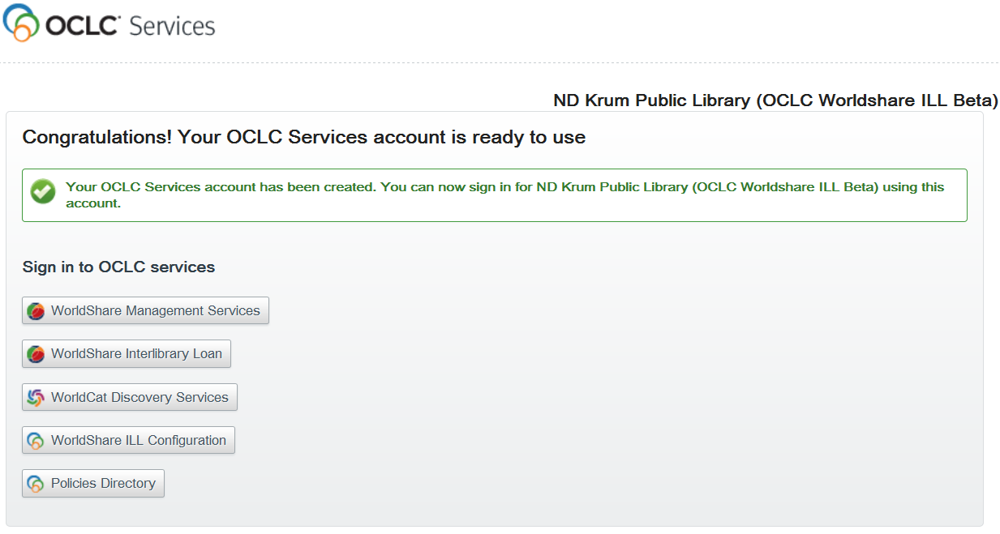 OCLC® Services
ND Krum Public Library (OCLC Worldshare ILL Beta)
Congratulations! Your OCLC Services account is ready to use
Your OCLC Services account has been created. You can now sign in for ND Krum Public Library (OCLC Worldshare ILL Beta) using this
account.
Sign in to OCLC services
WorldShare Management Services
WorldShare Interlibrary Loan
WorldCat Discovery Services
WorldShare ILL Configuration
Policies Directory